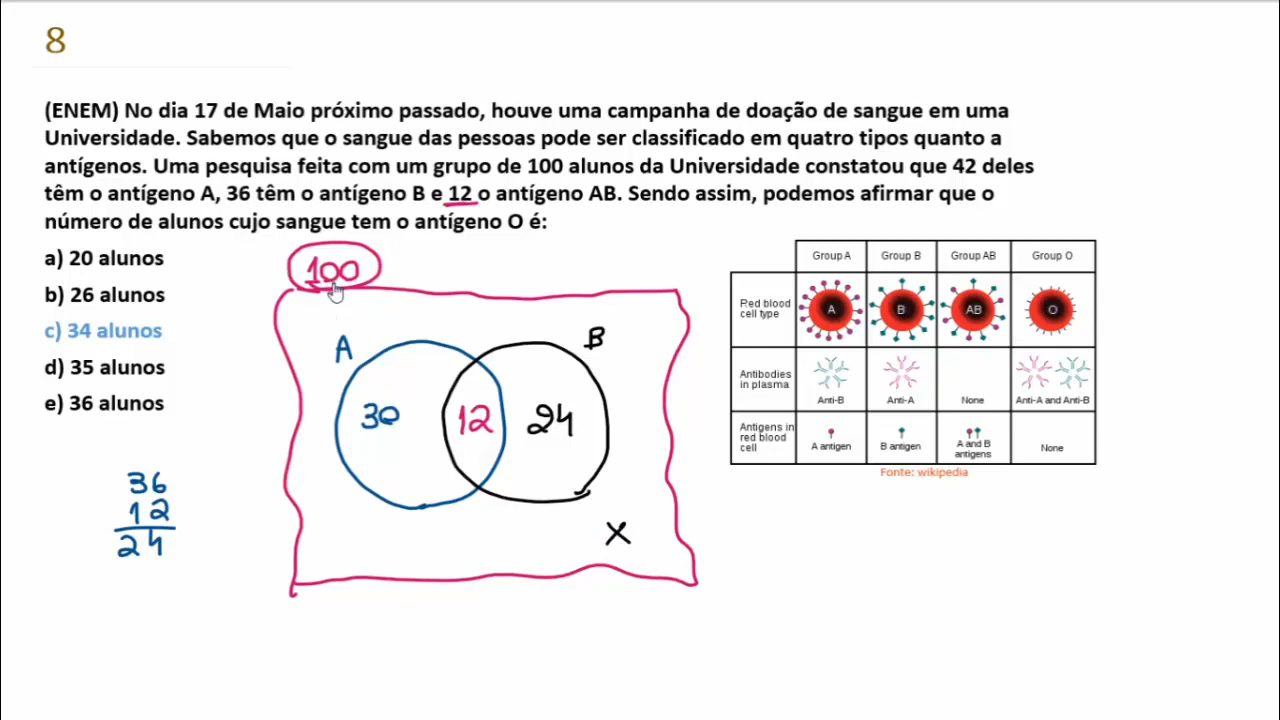 8
(ENEM) No dia 17 de Maio próximo passado, houve uma campanha de doação de sangue em uma
Universidade. Sabemos que o sangue das pessoas pode ser classificado em quatro tipos quanto a
antígenos. Uma pesquisa feita com um grupo de 100 alunos da Universidade constatou que 42 deles
têm o antígeno A, 36 têm o antígeno B e 12 o antígeno AB. Sendo assim, podemos afirmar que o
número de alunos cujo sangue tem o antígeno O é:
a) 20 alunos
b) 26 alunos
c) 34 alunos
d) 35 alunos
e) 36 alunos
36
12
24
100
A
B
30
12
24
X
Group A Group B Group AB Group O
Red blood
cell type
A B AB O
Antibodies
in plasma
Anti-B Anti-A None Anti-A and Anti-B
Antigens in
red blood
cell
A antigen B antigen A and B
antigens None
Fonte: wikipedia